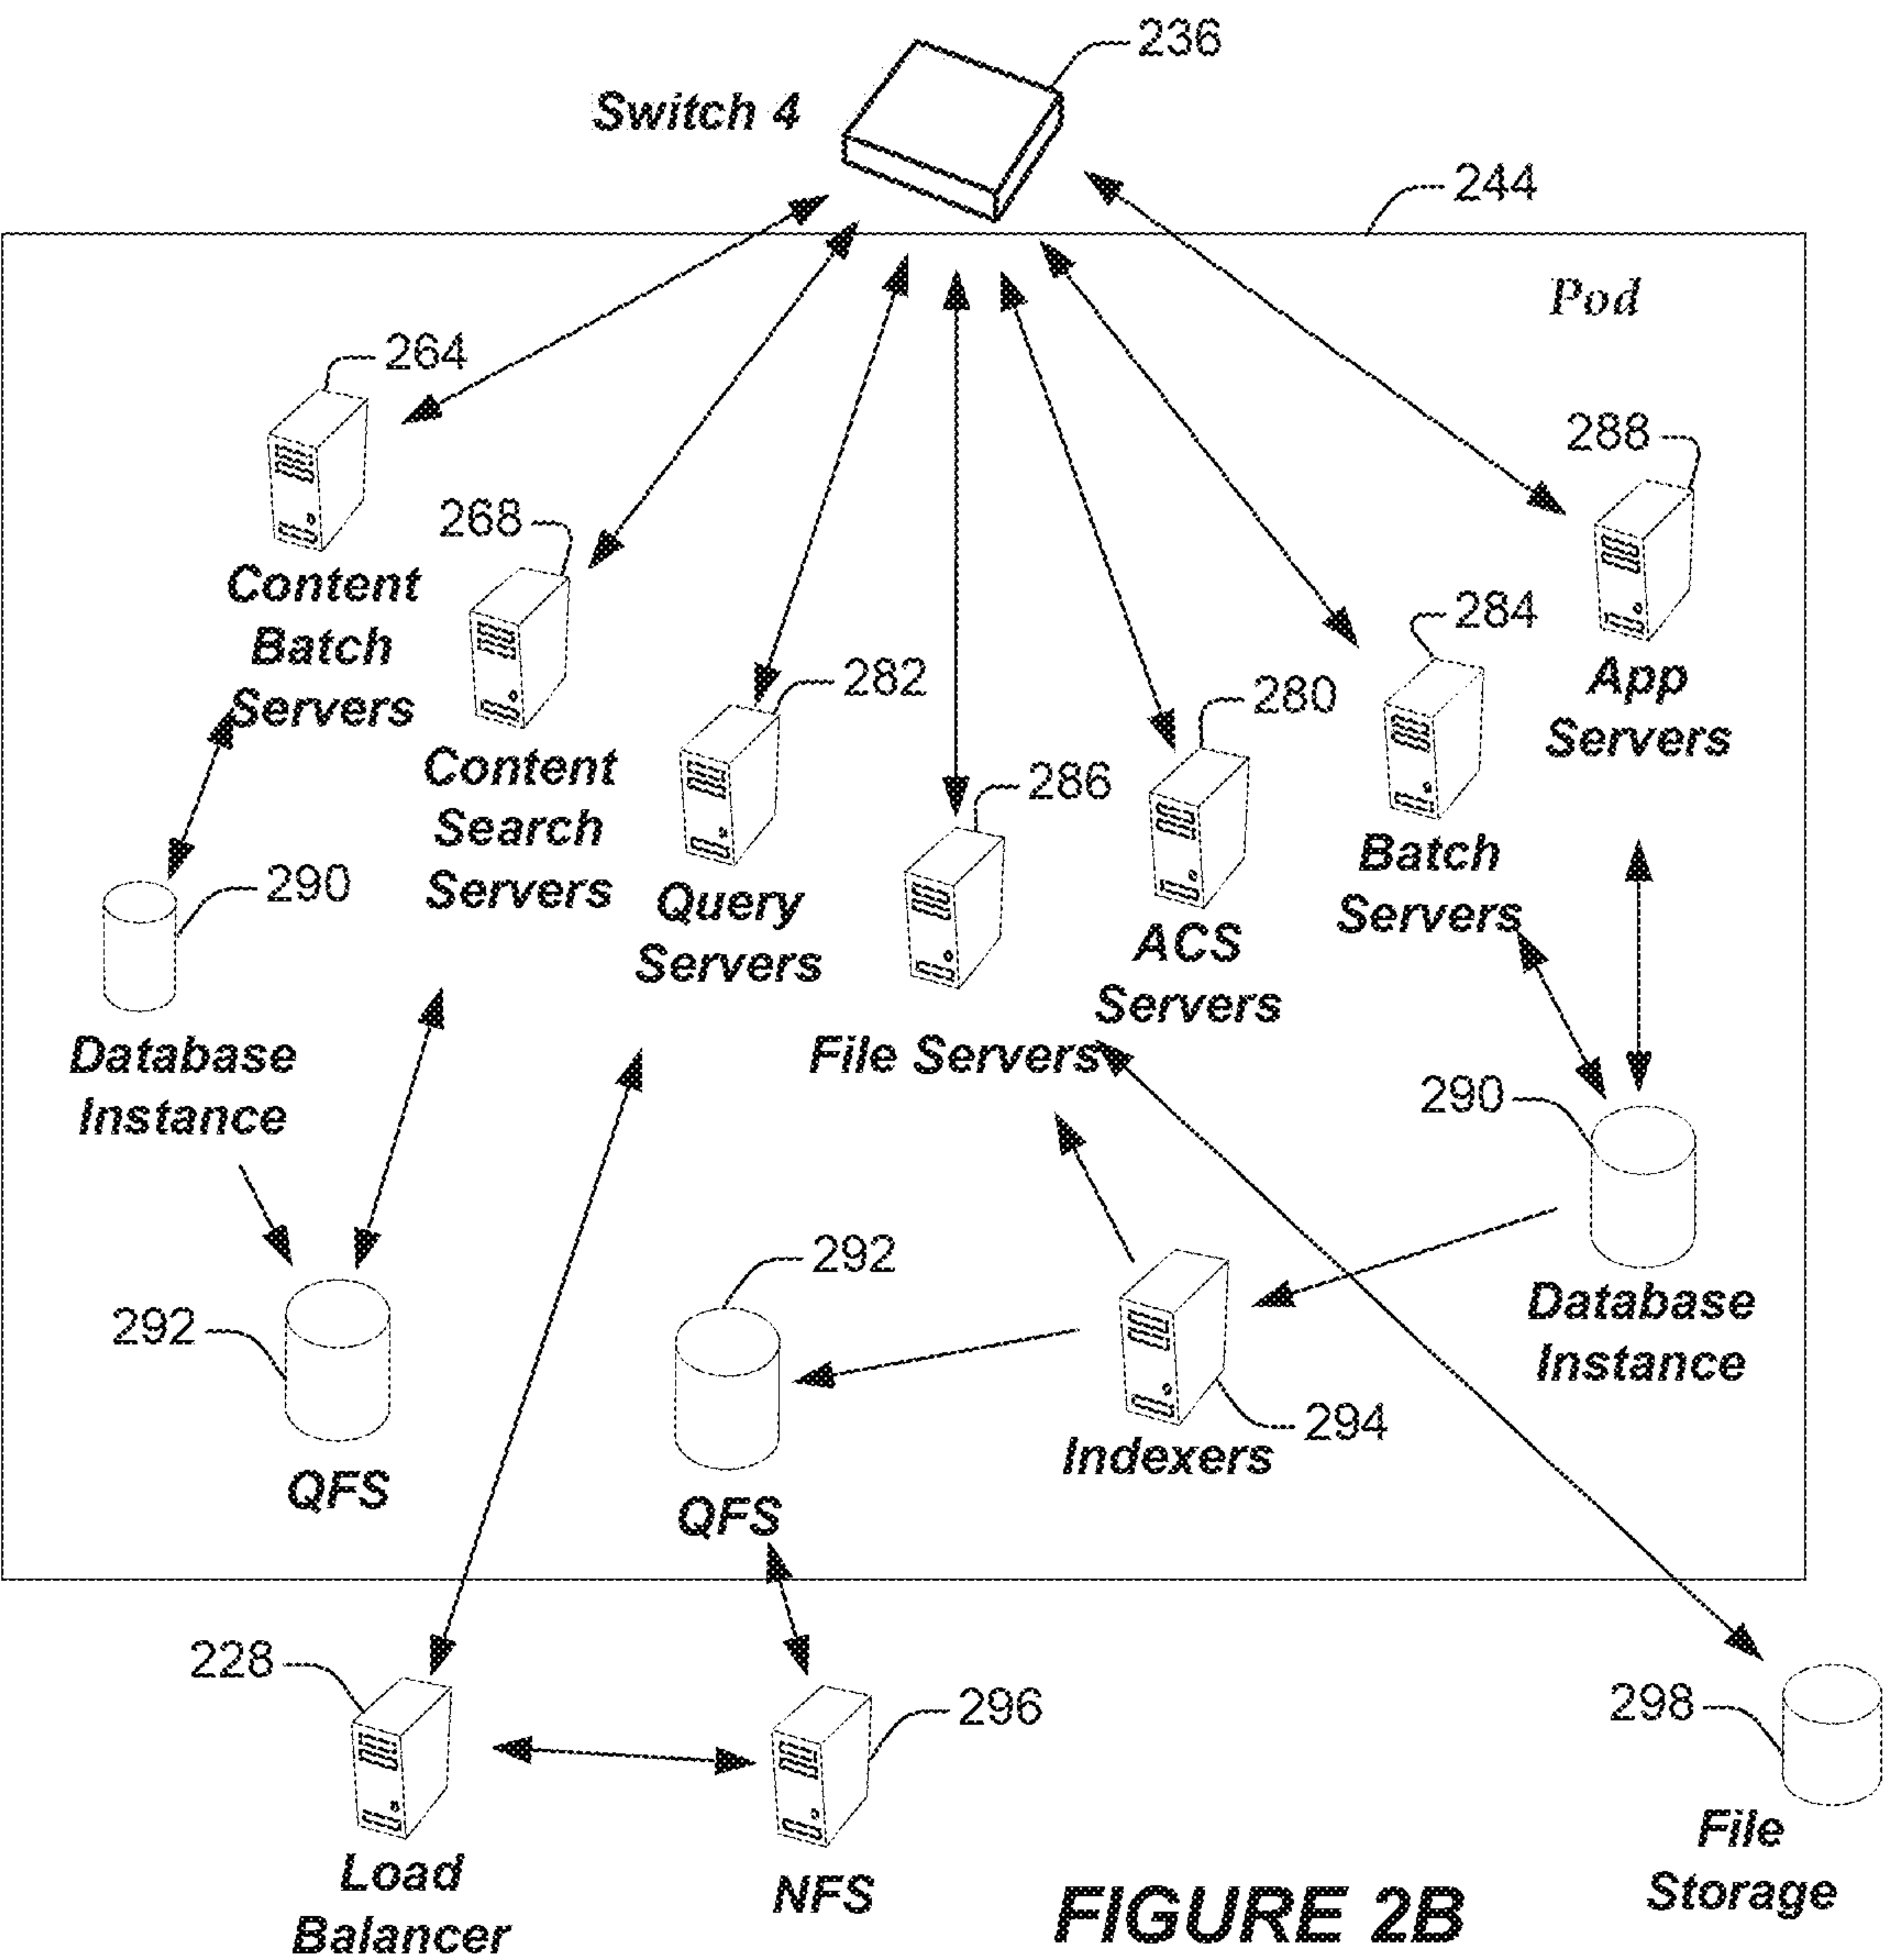 236
Switch 4
244
Pod
264
288
268
Content
Batch
Servers
284
282
App
Servers
280
Content
Search
Servers
286
Batch
Servers
290
Query
Servers
ACS
Servers
Database
Instance
File Servers
290
292
292
Database
Instance
294
Indexers
QFS
QFS
228
296
298
File
Storage
Load
Balancer
NFS
FIGURE 2B